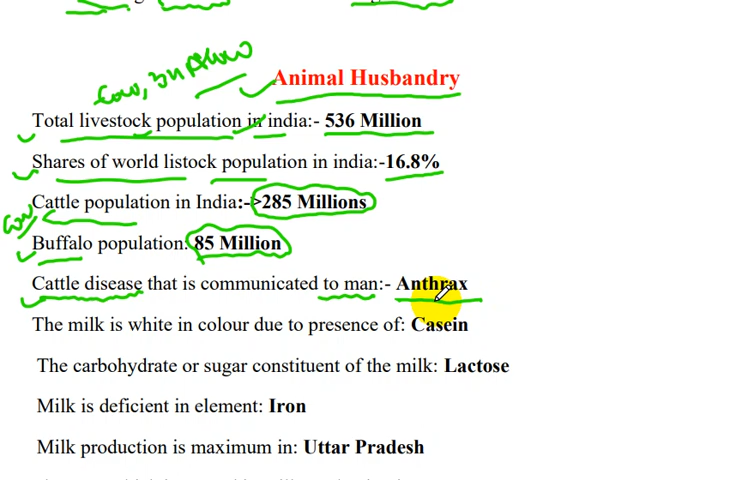 Cow, Buffalow
Animal Husbandry
Total livestock population in india:- 536 Million
Shares of world listock population in india:-16.8%
Cattle population in India:->285 Millions
Cow
Buffalo population: 85 Million
Cattle disease that is communicated to man:- Anthrax
The milk is white in colour due to presence of: Casein
The carbohydrate or sugar constituent of the milk: Lactose
Milk is deficient in element: Iron
Milk production is maximum in: Uttar Pradesh